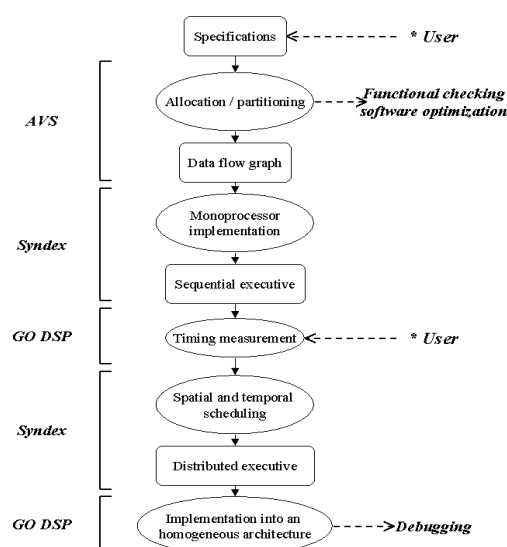 Specifications
* User
Allocation / partitioning
Functional checking
software optimization
AVS
Data flow graph
Monoprocessor
implementation
Syndex
Sequential executive
GO DSP
Timing measurement
* User
Spatial and temporal
scheduling
Syndex
Distributed executive
GO DSP
Implementation into an
homogeneous architecture
Debugging